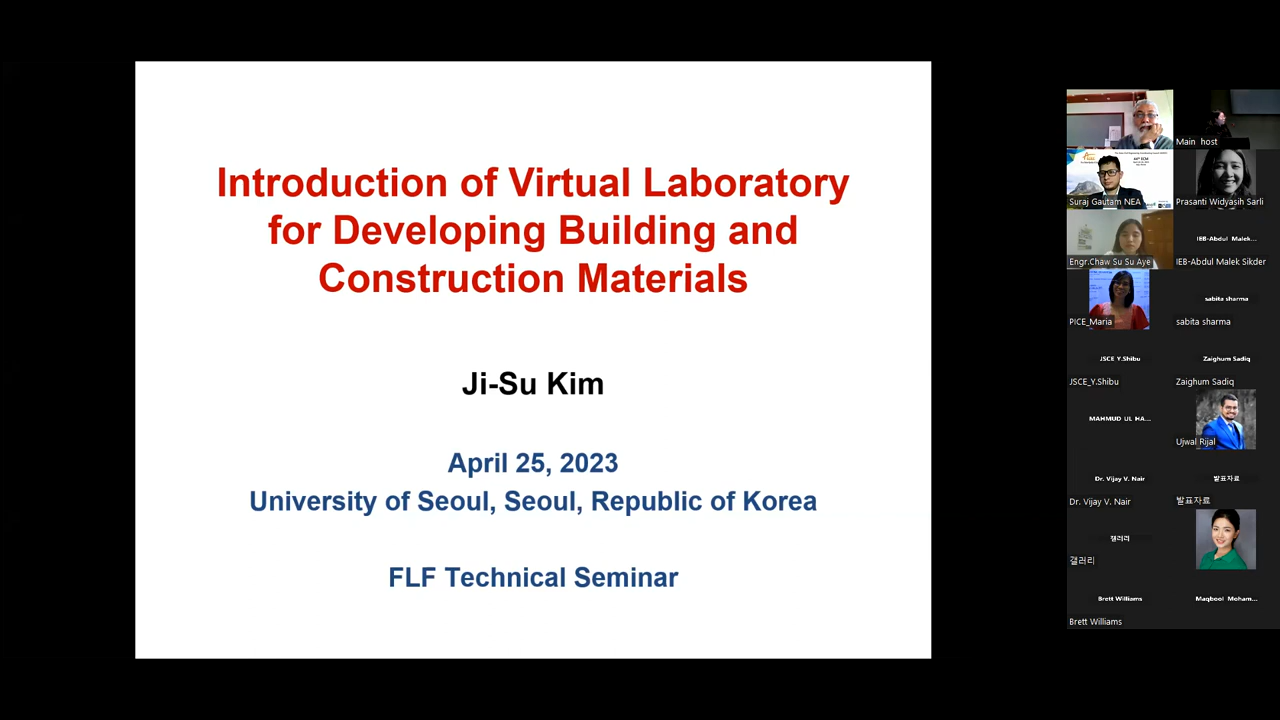 Introduction of Virtual Laboratory
for Developing Building and
Construction Materials
Ji-Su Kim
April 25, 2023
University of Seoul, Seoul, Republic of Korea
FLF Technical Seminar
Main host
Suraj Gautam NEA
Prasanti Widyasih Sarli
Engr.Chaw Su Su Aye
IEB-Abdul Malek...
IEB-Abdul Malek Sikder
PICE_Maria
sabita sharma
sabita sharma
JSCE Y.Shibu
JSCE_Y.Shibu
Zaighum Sadiq
Zaighum Sadiq
MAHMUD UL HA...
Ujwal Rijal
Dr. Vijay V. Nair
Dr. Vijay V. Nair
발표자료
발표자료
갤러리
갤러리
Brett Williams
Brett Williams
Maqbool Moham...